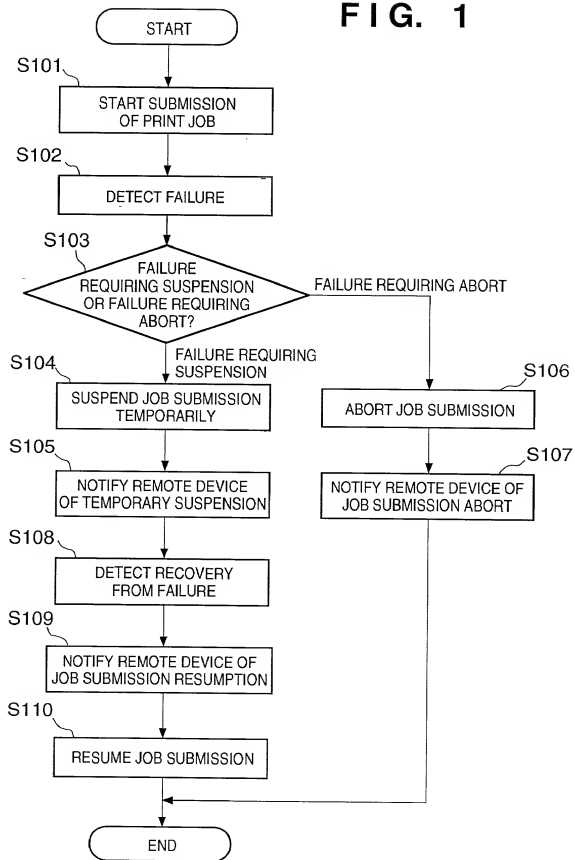 FIG. 1
START
S101
START SUBMISSION
OF PRINT JOB
S102
DETECT FAILURE
S103
FAILURE
REQUIRING SUSPENSION
OR FAILURE REQUIRING
ABORT?
FAILURE REQUIRING ABORT
FAILURE REQUIRING
SUSPENSION
S104
SUSPEND JOB SUBMISSION
TEMPORARILY
S106
ABORT JOB SUBMISSION
S105
NOTIFY REMOTE DEVICE
OF TEMPORARY SUSPENSION
S107
NOTIFY REMOTE DEVICE OF
JOB SUBMISSION ABORT
S108
DETECT RECOVERY
FROM FAILURE
S109
NOTIFY REMOTE DEVICE OF
JOB SUBMISSION RESUMPTION
S110
RESUME JOB SUBMISSION
END